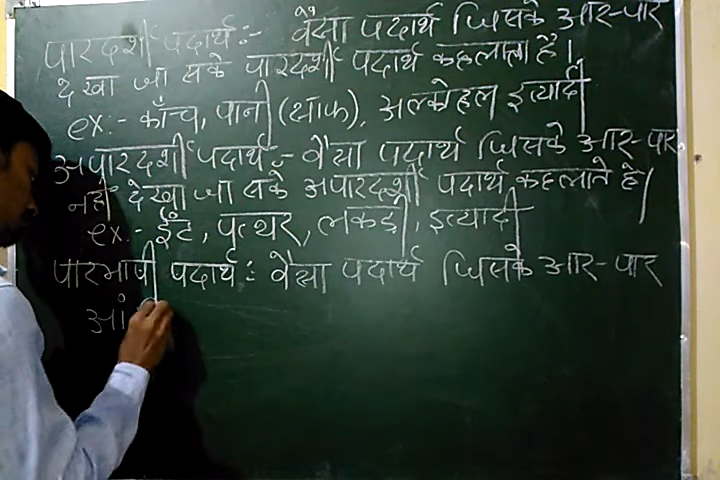 पारदर्शी पदार्थ :- वैसा पदार्थ जिसके आर-पार
देखा जा सके पारदर्शी पदार्थ कहलाता है।
ex:- काँच, पानी (साफ), अल्कोहल इत्यादी
अपारदर्शी पदार्थ :- वैसा पदार्थ जिसके आर-पार
नहीं देखा जा सके अपारदर्शी पदार्थ कहलाते है।
ex:- ईंट, पत्थर, लकड़ी, इत्यादी
पारभाषी पदार्थ : वैसा पदार्थ जिसके आर-पार
आं